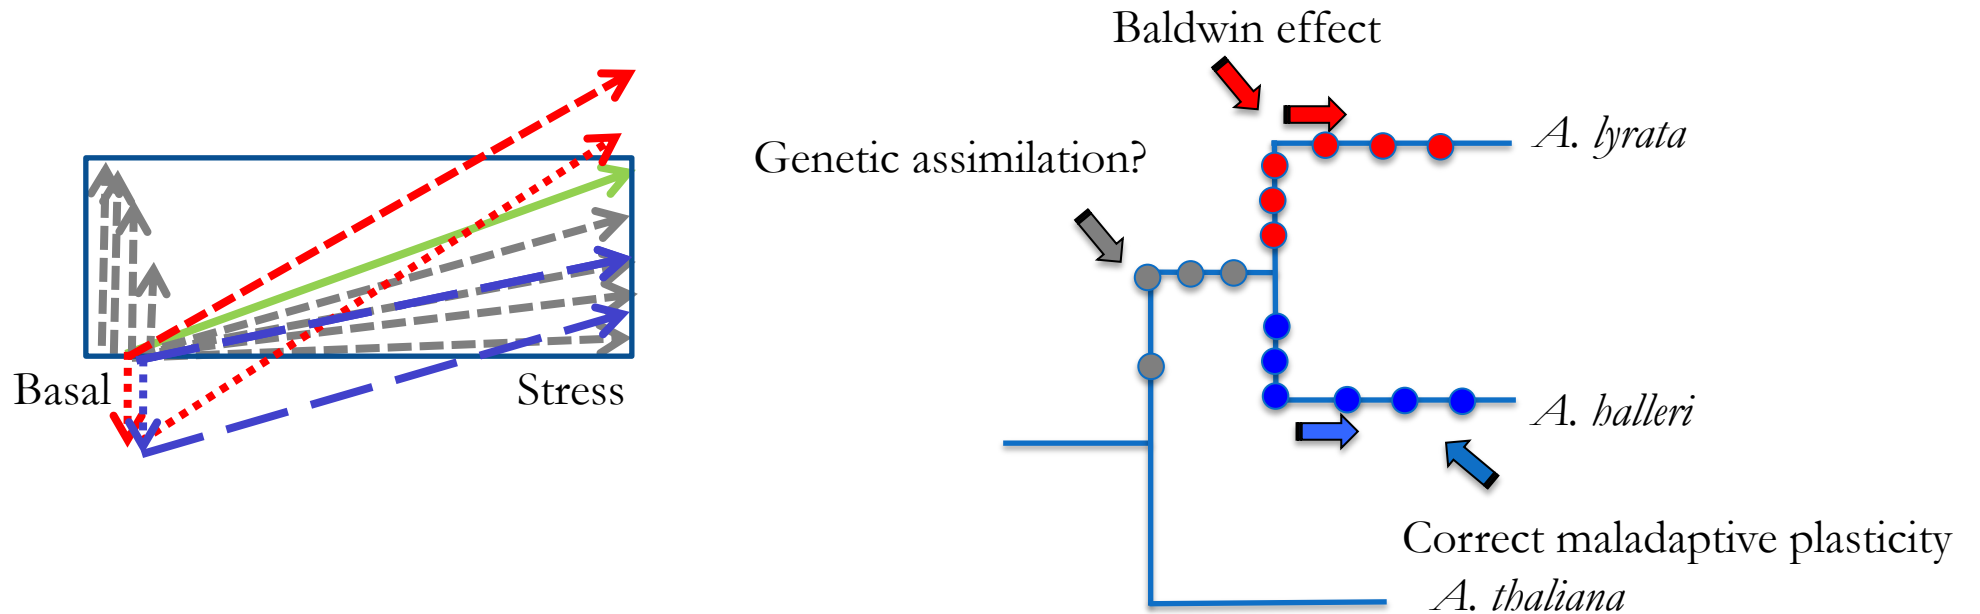 Baldwin effect
Genetic assimilation?
A. lyrata
Basal
Stress
A. halleri
Correct maladaptive plasticity
A. thaliana